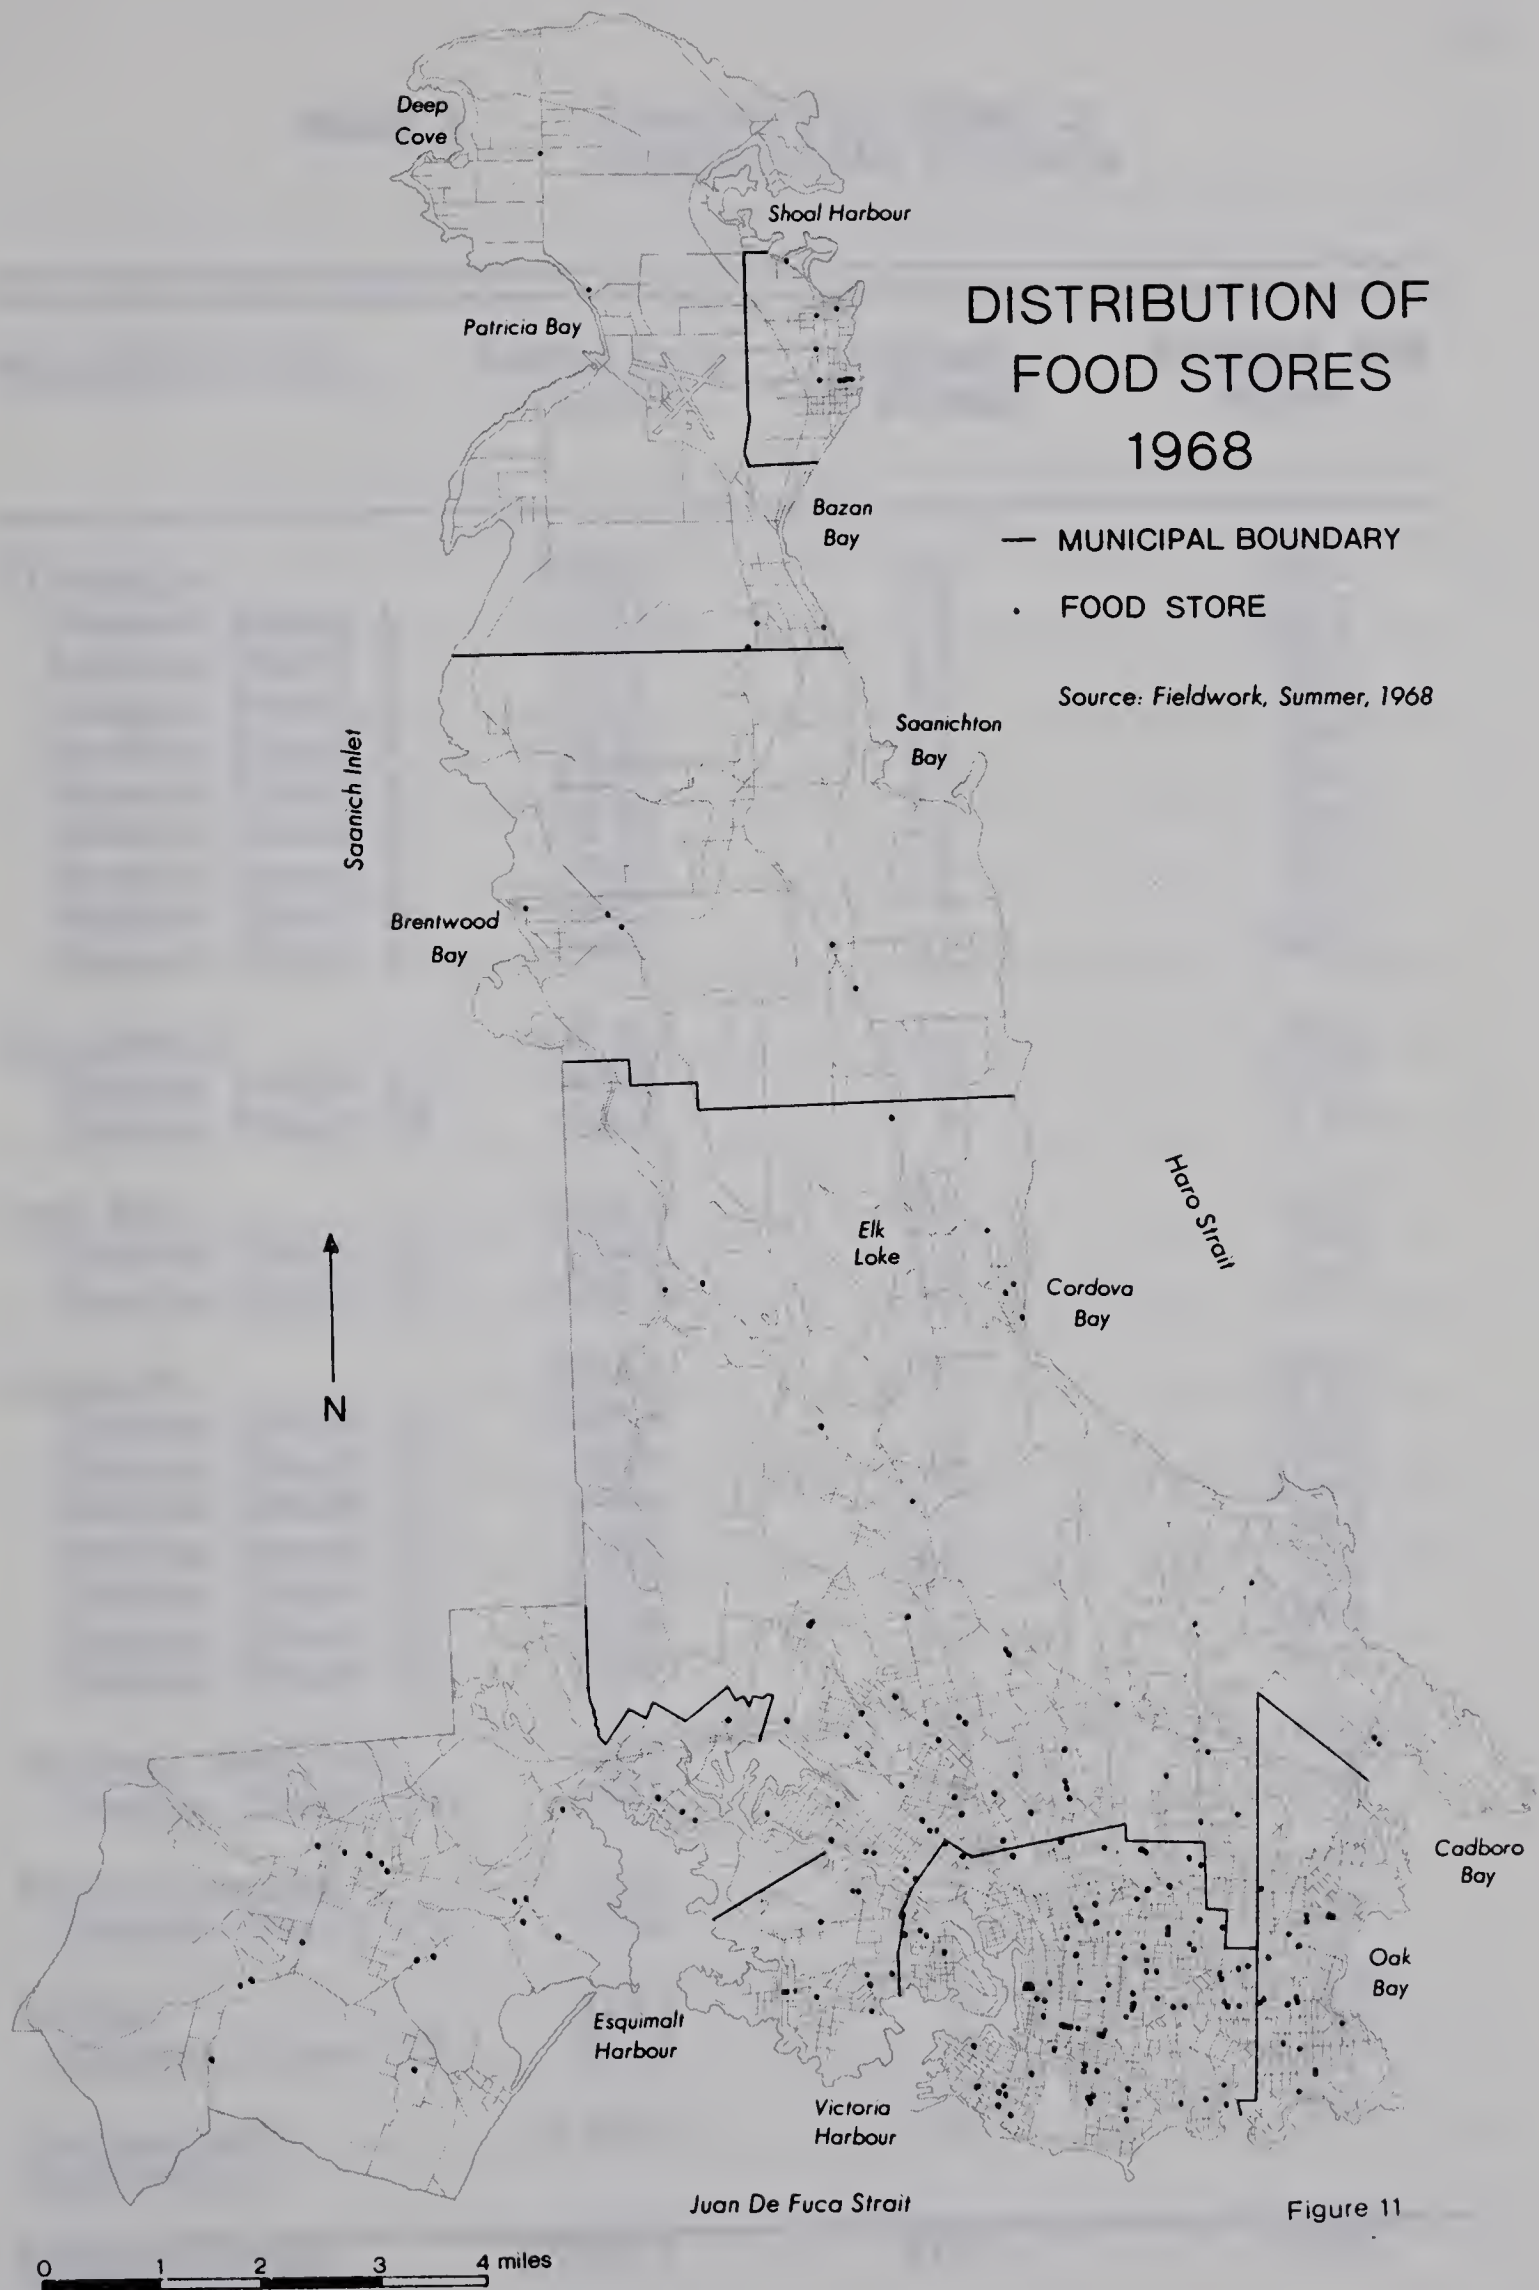 Deep
Cove
Shoal Harbour
DISTRIBUTION OF
FOOD STORES
1968
Patricia Bay
Bazan
Bay
MUNICIPAL BOUNDARY
FOOD STORE
Source: Fieldwork, Summer, 1968
Saanichton
Bay
Saanich Inlet
Brentwood
Bay
Haro Strait
Elk
Lake
Cordova
Bay
N
Cadboro
Bay
Oak
Bay
Esquimalt
Harbour
Victoria
Harbour
Juan De Fuca Strait
Figure 11
0 1 2 3 4 miles